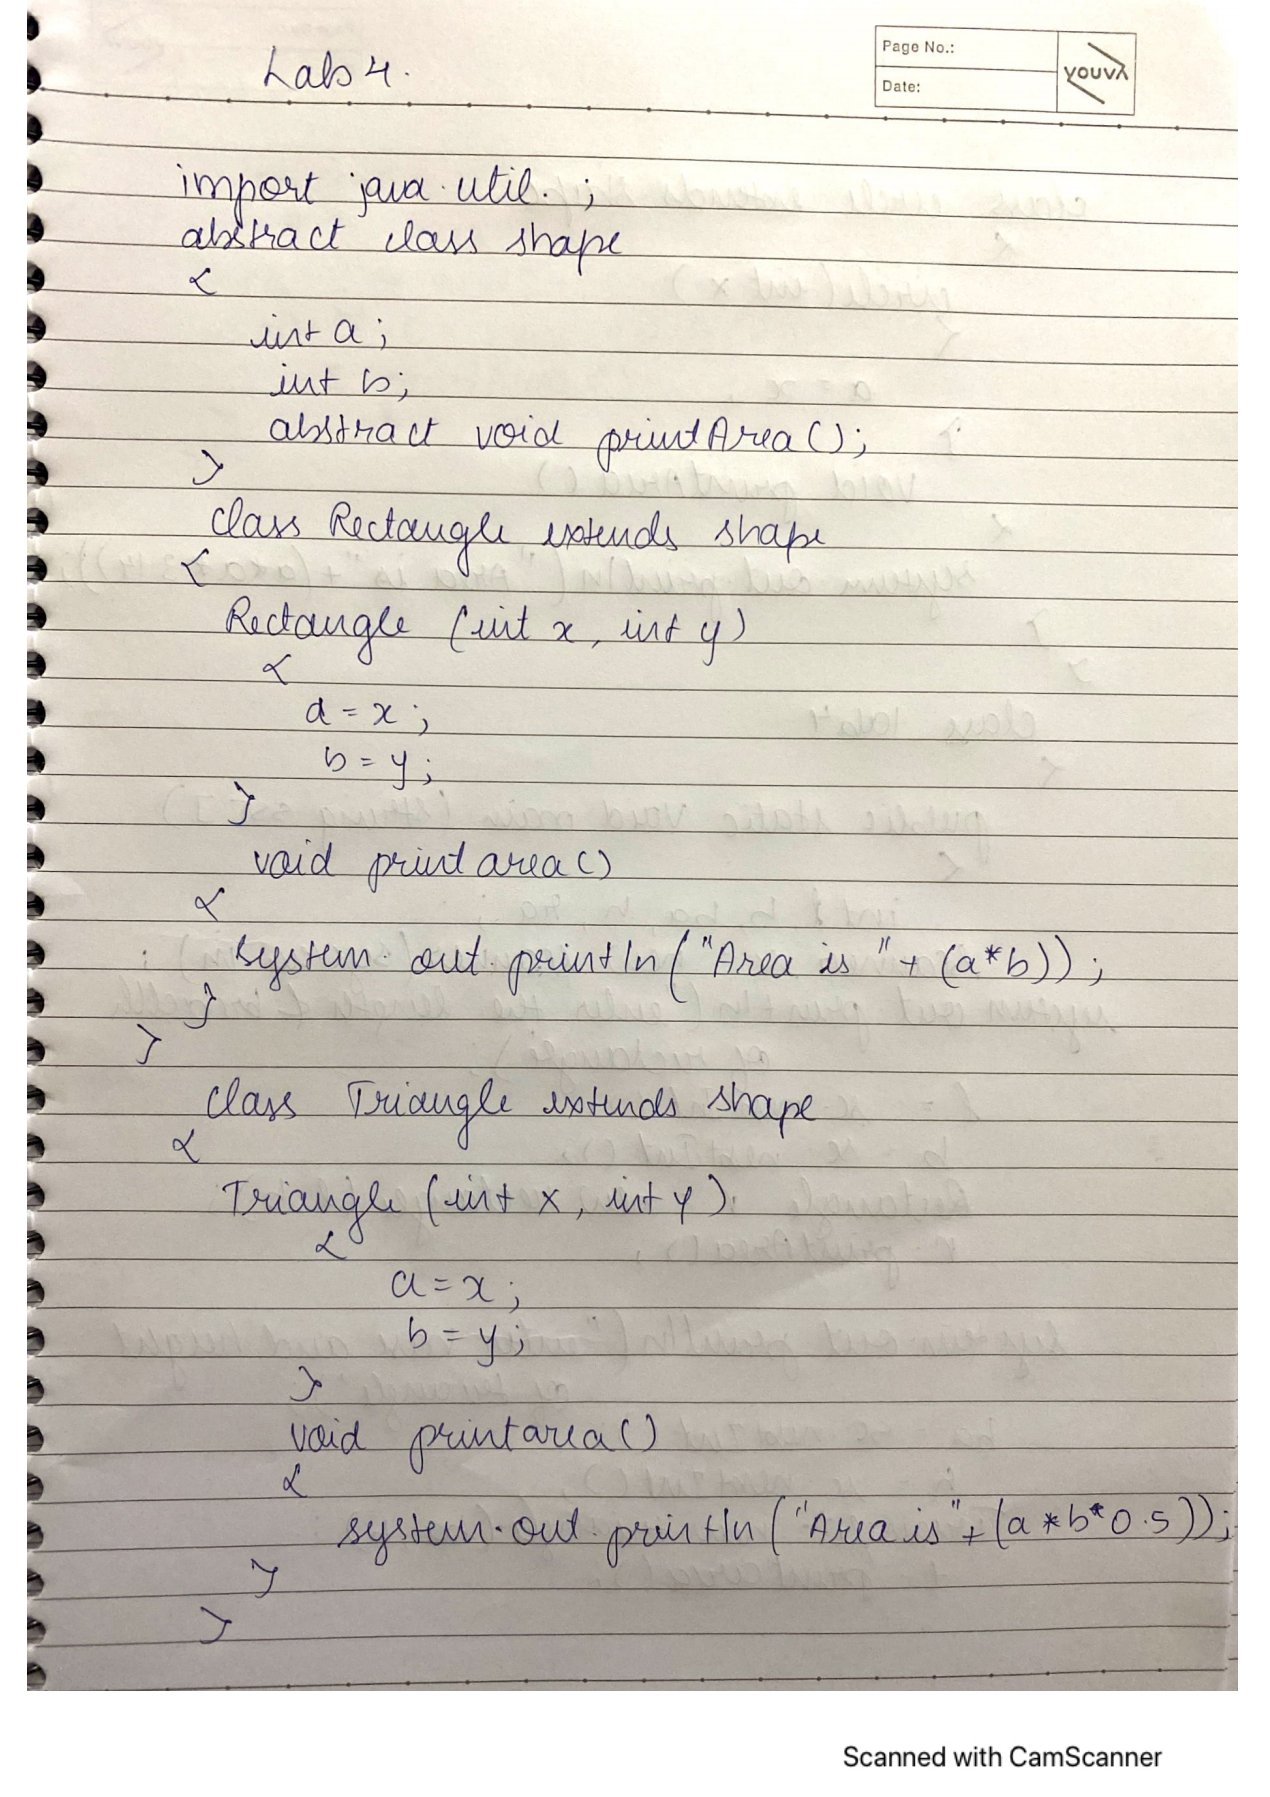 Lab 4.
Page No.:
Date:
youva
import java.util. ;
abstract class shape
{
int a ;
int b;
abstract void printArea();
}
class Rectangle extends shape
{
Rectangle (int x, int y)
{
a = x ;
b = y ;
}
void printarea()
{
system. out println("Area is " + (a*b));
}
}
class Triangle extends shape
{
Triangle (int x, int y)
{
a = x ;
b = y ;
}
void printarea()
{
system.out.println("Area is"+(a*b*0.5));
}
}
Scanned with CamScanner